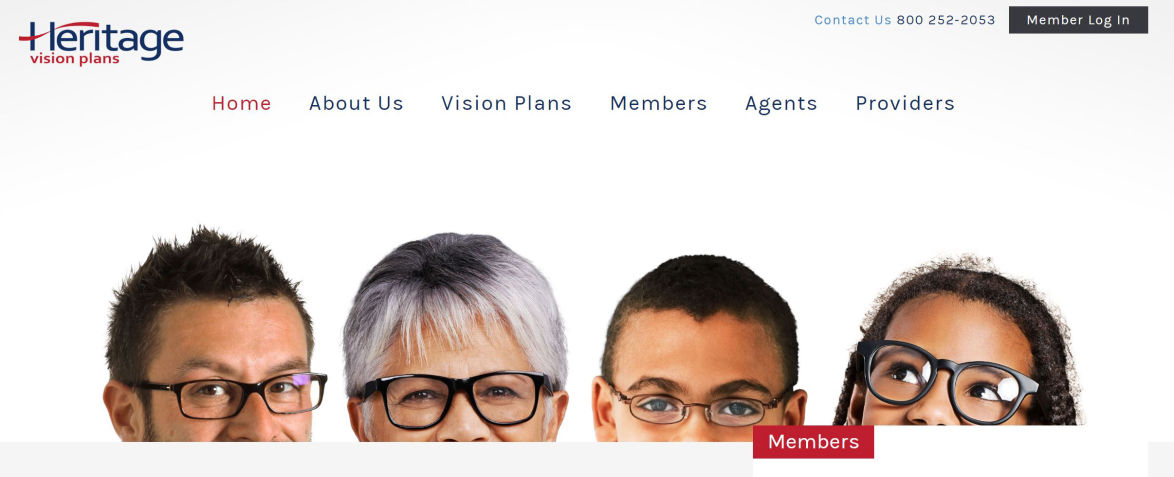 Heritage
vision plans
Contact Us 800 252-2053
Member Log In
Home About Us Vision Plans Members Agents Providers
Members